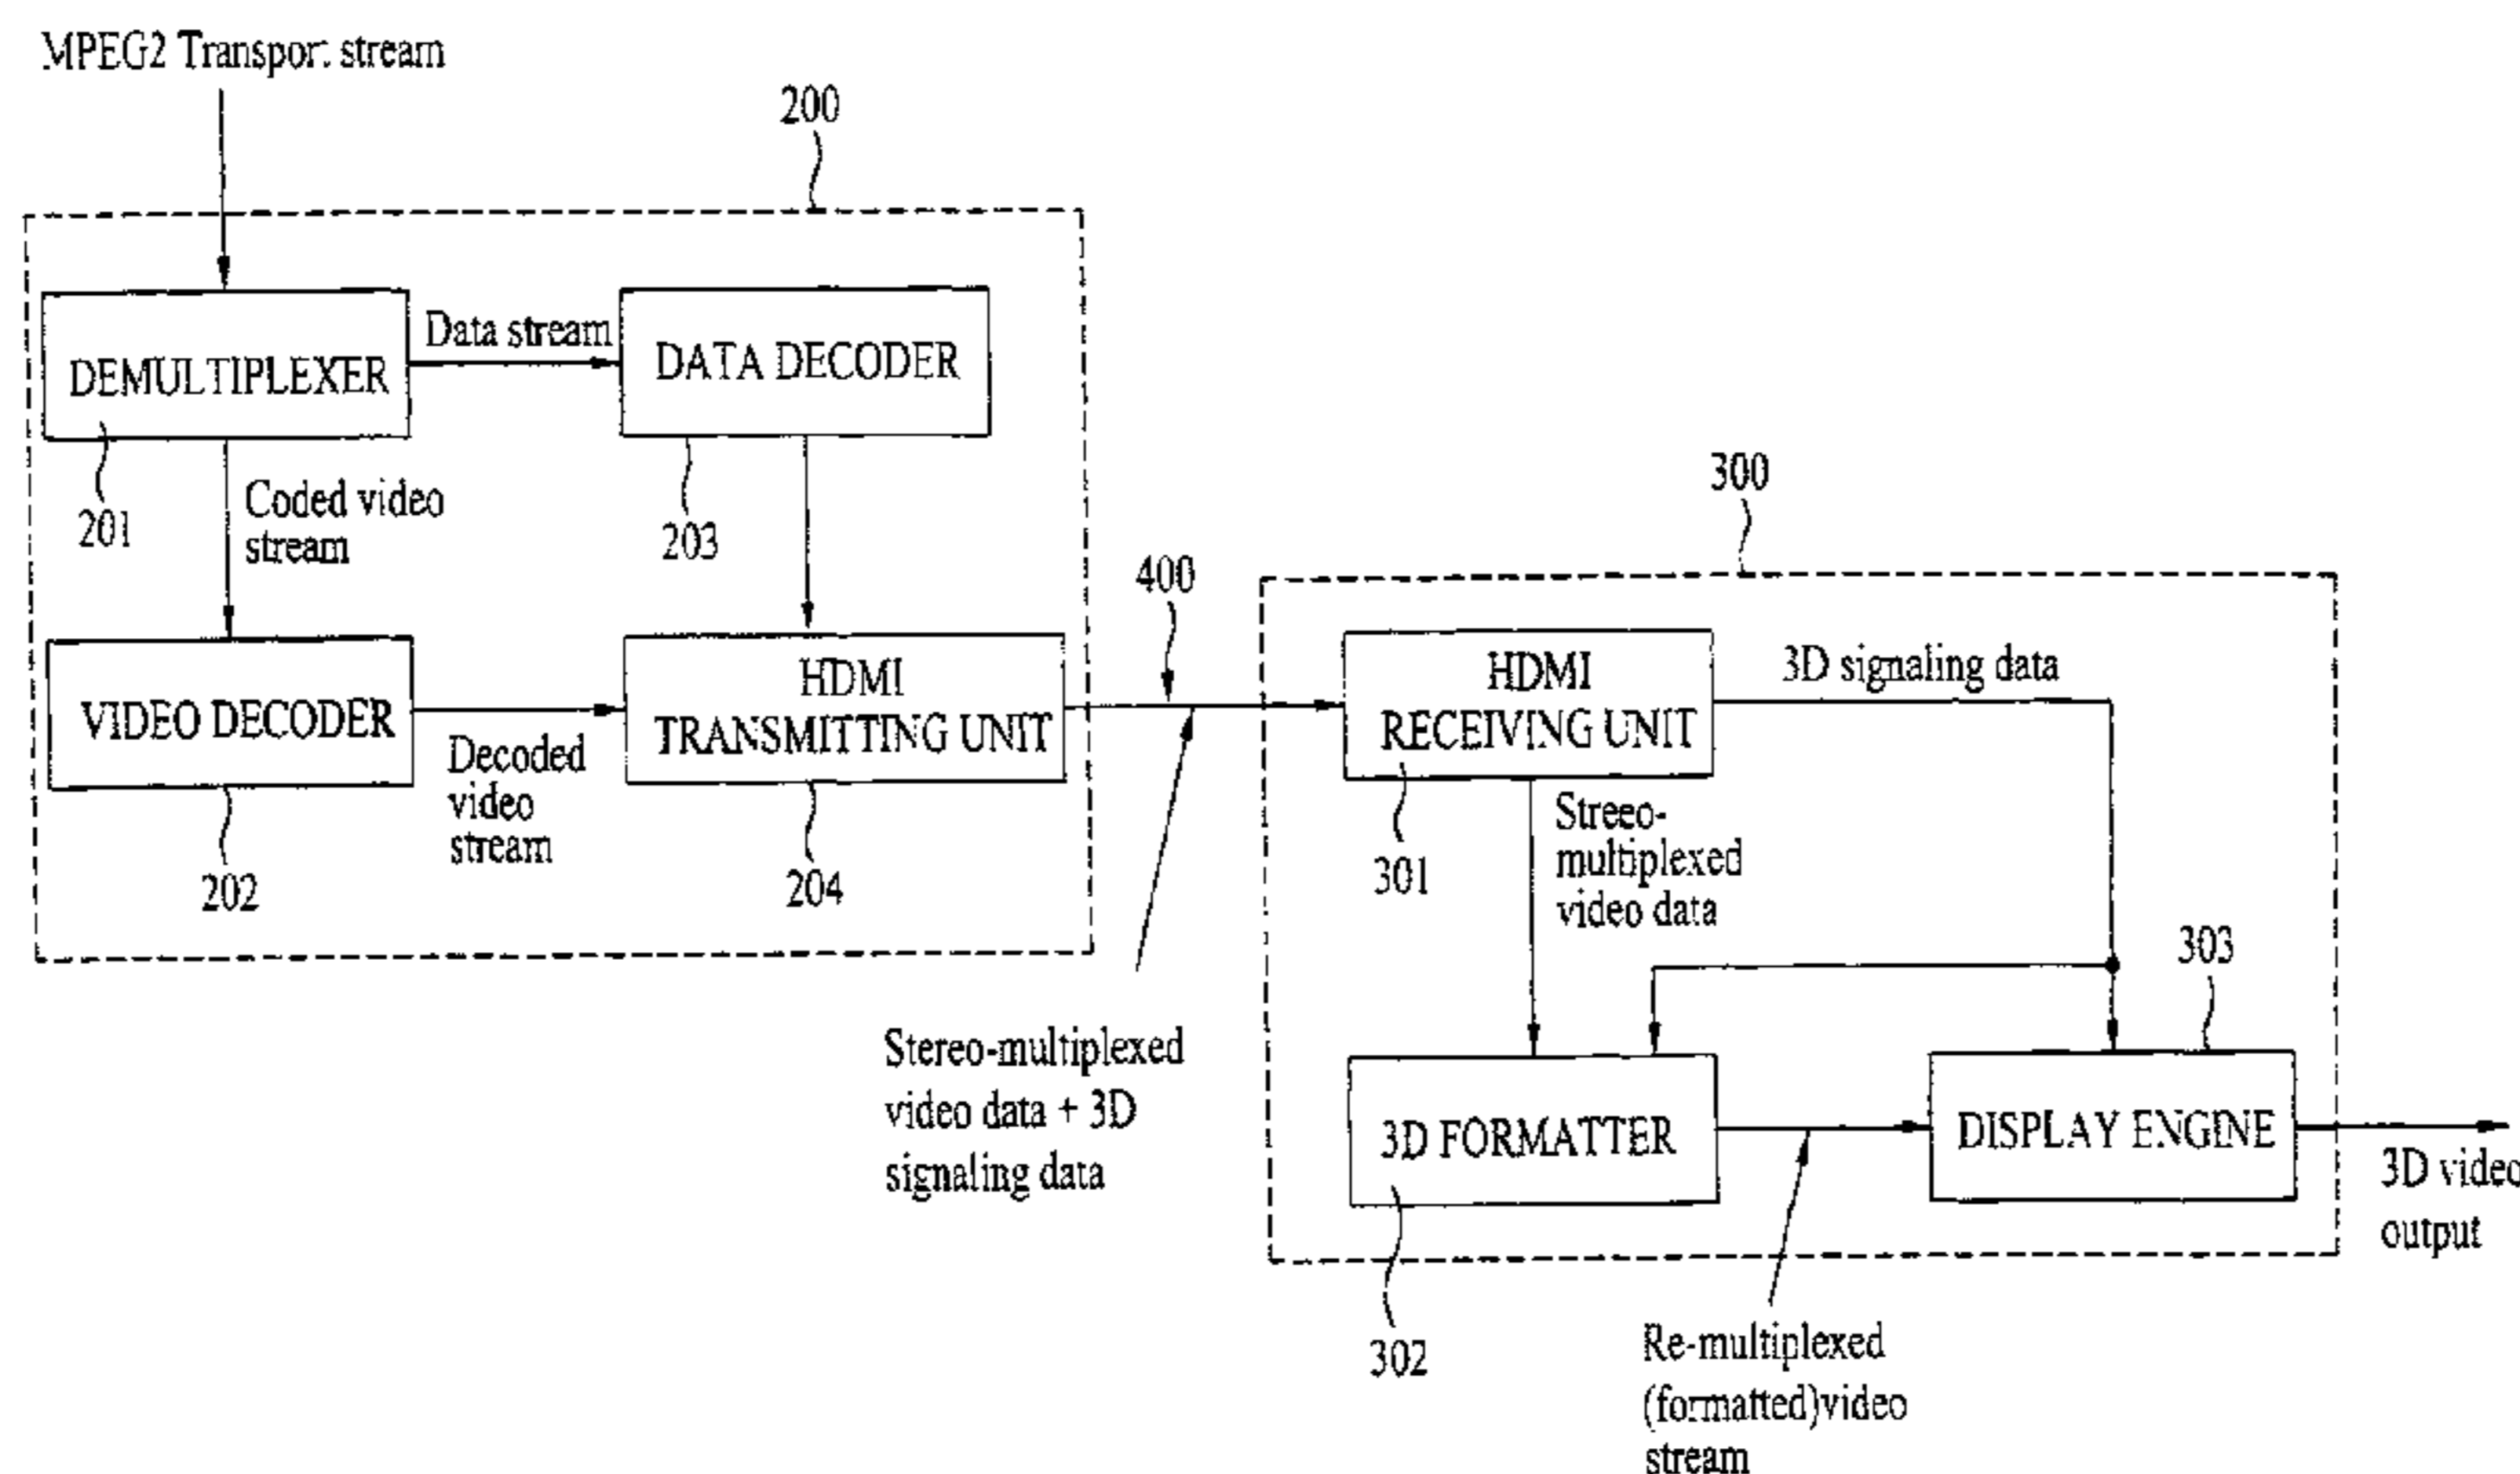 MPEG2 Transport stream
200
DEMULTIPLEXER
201
Data stream
DATA DECODER
203
Coded video
stream
VIDEO DECODER
202
Decoded
video
stream
HDMI
TRANSMITTING UNIT
204
400
Stereo-multiplexed
video data + 3D
signaling data
300
HDMI
RECEIVING UNIT
301
3D signaling data
Streeo-
multiplexed
video data
3D FORMATTER
302
303
DISPLAY ENGINE
Re-multiplexed
(formatted)video
stream
3D video
output